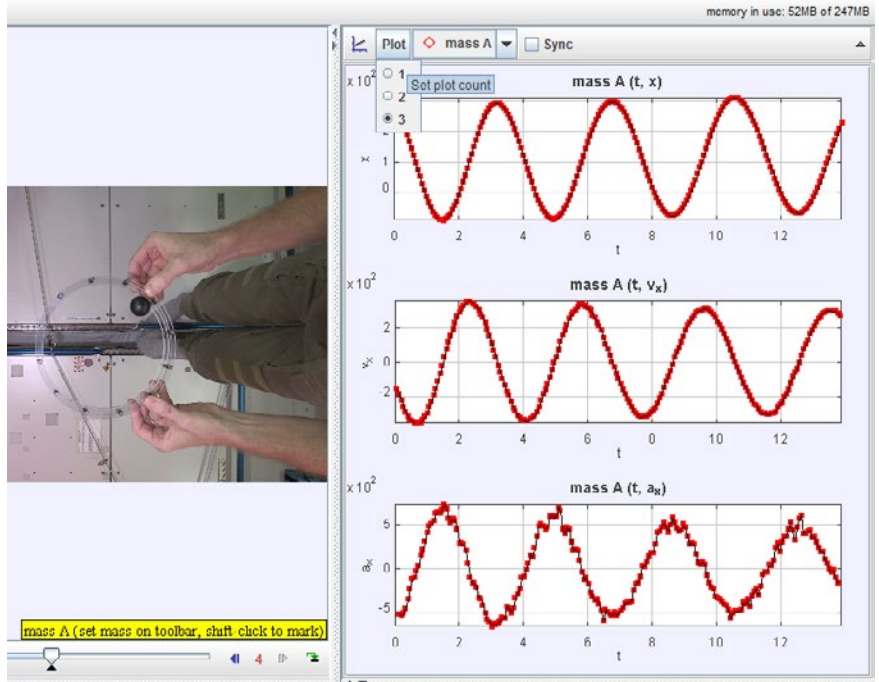 memory in use: 52MB of 247MB
Plot mass A Sync
1
Set plot count
2
3
x 10²
mass A (t, x)
x
1
0
0 2 4 6 8 10 12
t
x 10²
mass A (t, vₓ)
vₓ
2
0
-2
0 2 4 6 0 10 12
t
x 10²
mass A (t, aₓ)
aₓ
5
0
-5
0 2 4 6 8 10 12
t
mass A (set mass on toolbar, shift-click to mark)
4